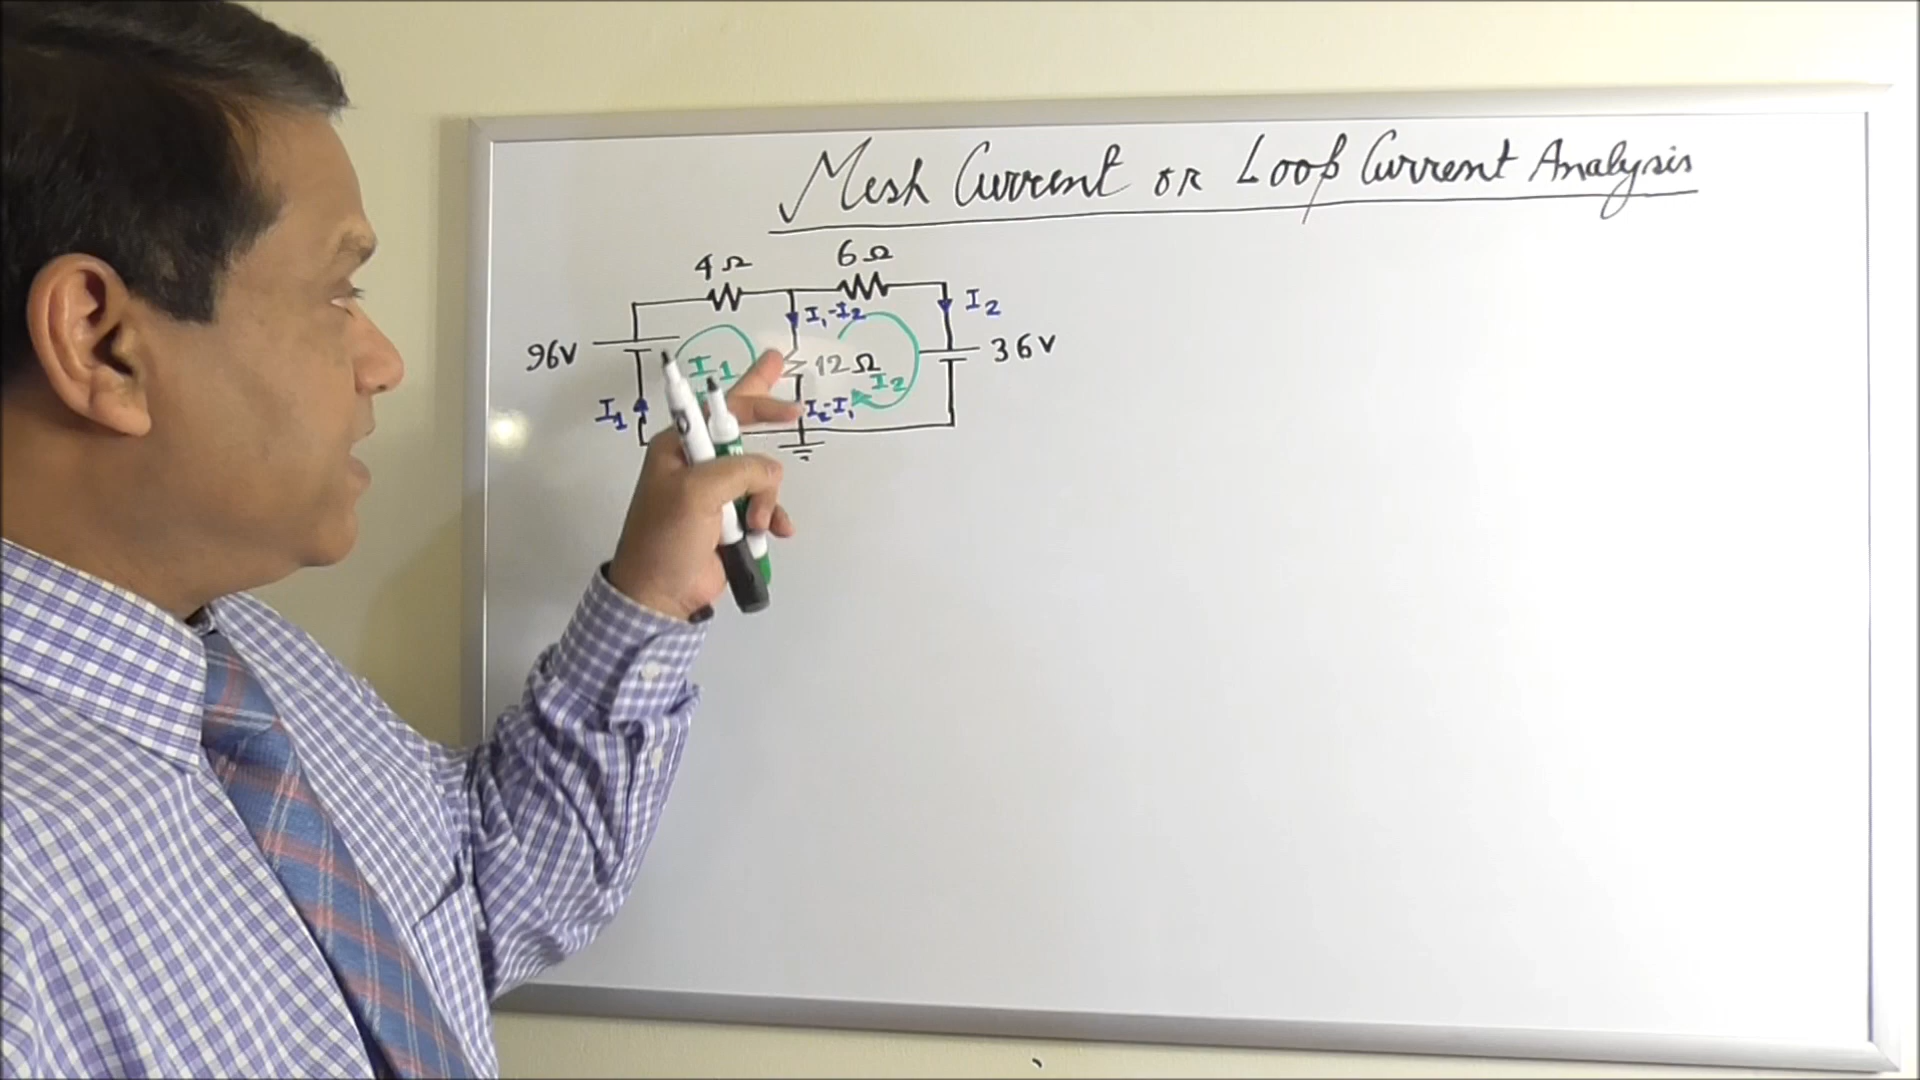 Mesh Current or Loop Current Analysis
4Ω
6Ω
I₁-I₂
I₂
96V
I₁
12Ω
I₂
36V
I₁
I₂-I₁